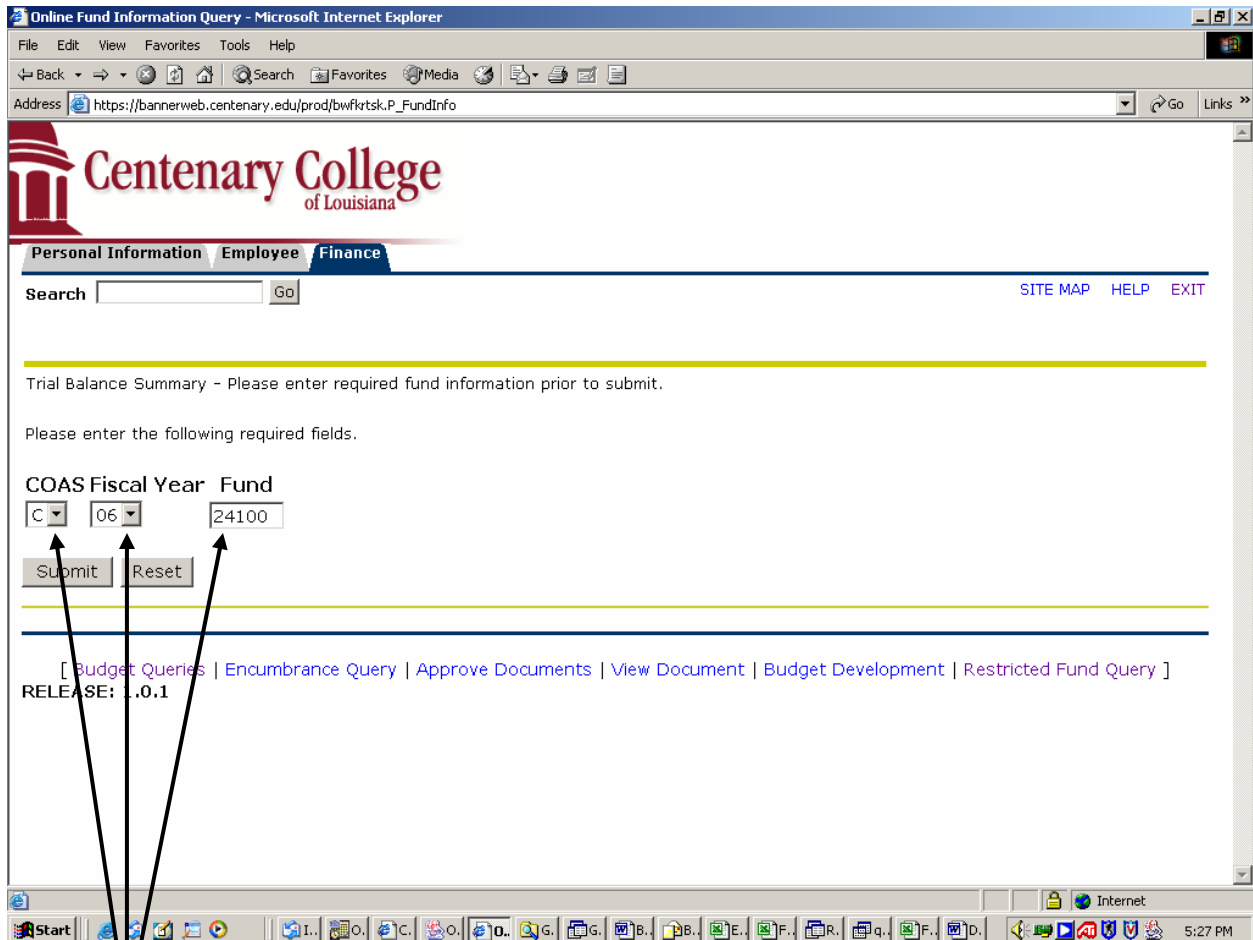 Online Fund Information Query - Microsoft Internet Explorer
File Edit View Favorites Tools Help
Back Search Favorites Media
Address https://bannerweb.centenary.edu/prod/bwfkrtsk.P_FundInfo Go Links »
Centenary College
of Louisiana
Personal Information Employee Finance
Search Go SITE MAP HELP EXIT
Trial Balance Summary - Please enter required fund information prior to submit.
Please enter the following required fields.
COAS Fiscal Year Fund
C 06 24100
Submit Reset
[ Budget Queries | Encumbrance Query | Approve Documents | View Document | Budget Development | Restricted Fund Query ]
RELEASE: 1.0.1
Internet
Start I.. O.. C.. O.. O.. G.. G.. B.. B.. E.. F.. R.. q.. F.. D.. 5:27 PM